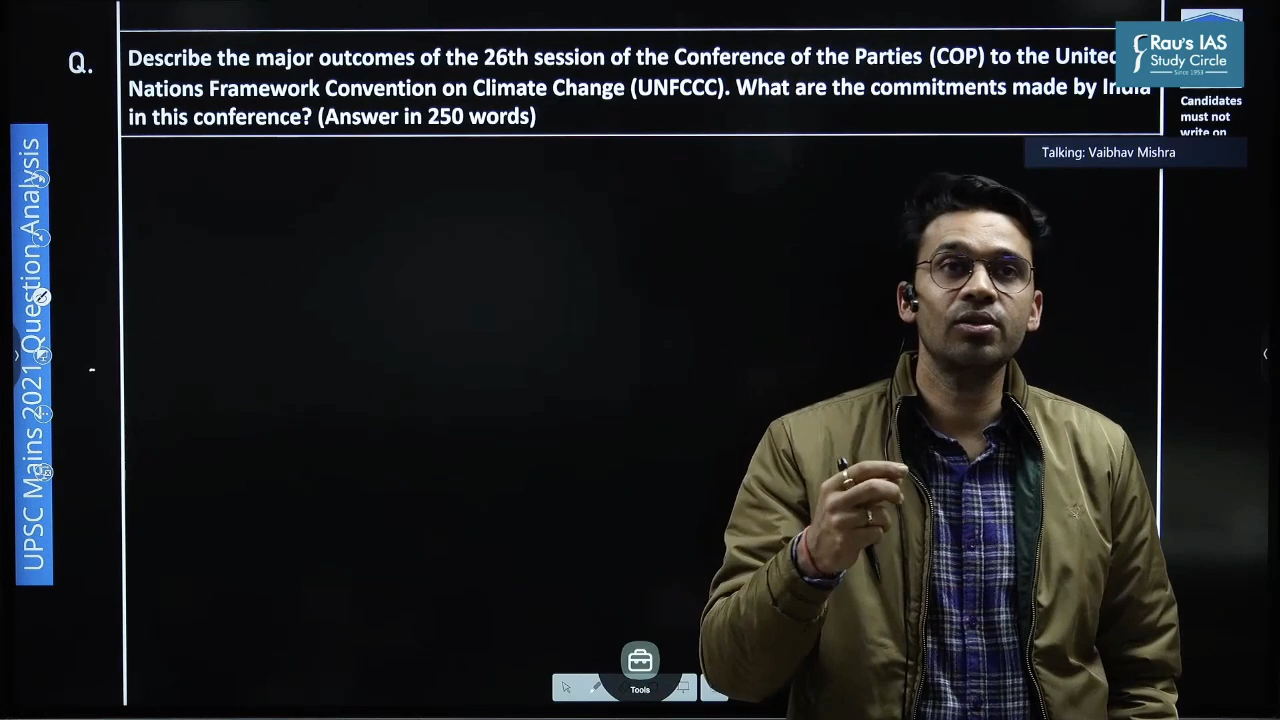 Q.
Describe the major outcomes of the 26th session of the Conference of the Parties (COP) to the United
Nations Framework Convention on Climate Change (UNFCCC). What are the commitments made by India
in this conference? (Answer in 250 words)
Rau's IAS
Study Circle
Since 1953
Candidates
must not
write on
Talking: Vaibhav Mishra
UPSC Mains 2021 Question Analysis
Tools